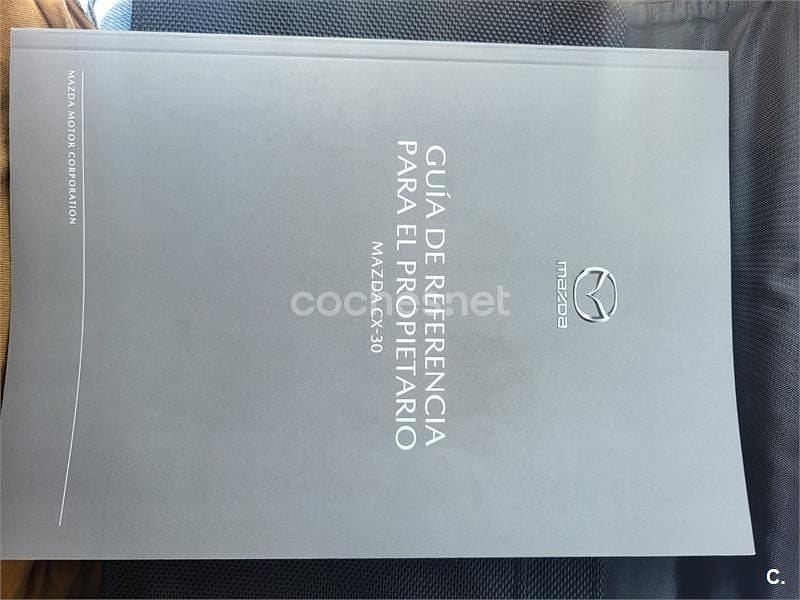 mazda
GUÍA DE REFERENCIA
PARA EL PROPIETARIO
MAZDA CX-30
MAZDA MOTOR CORPORATION
coches.net
C.